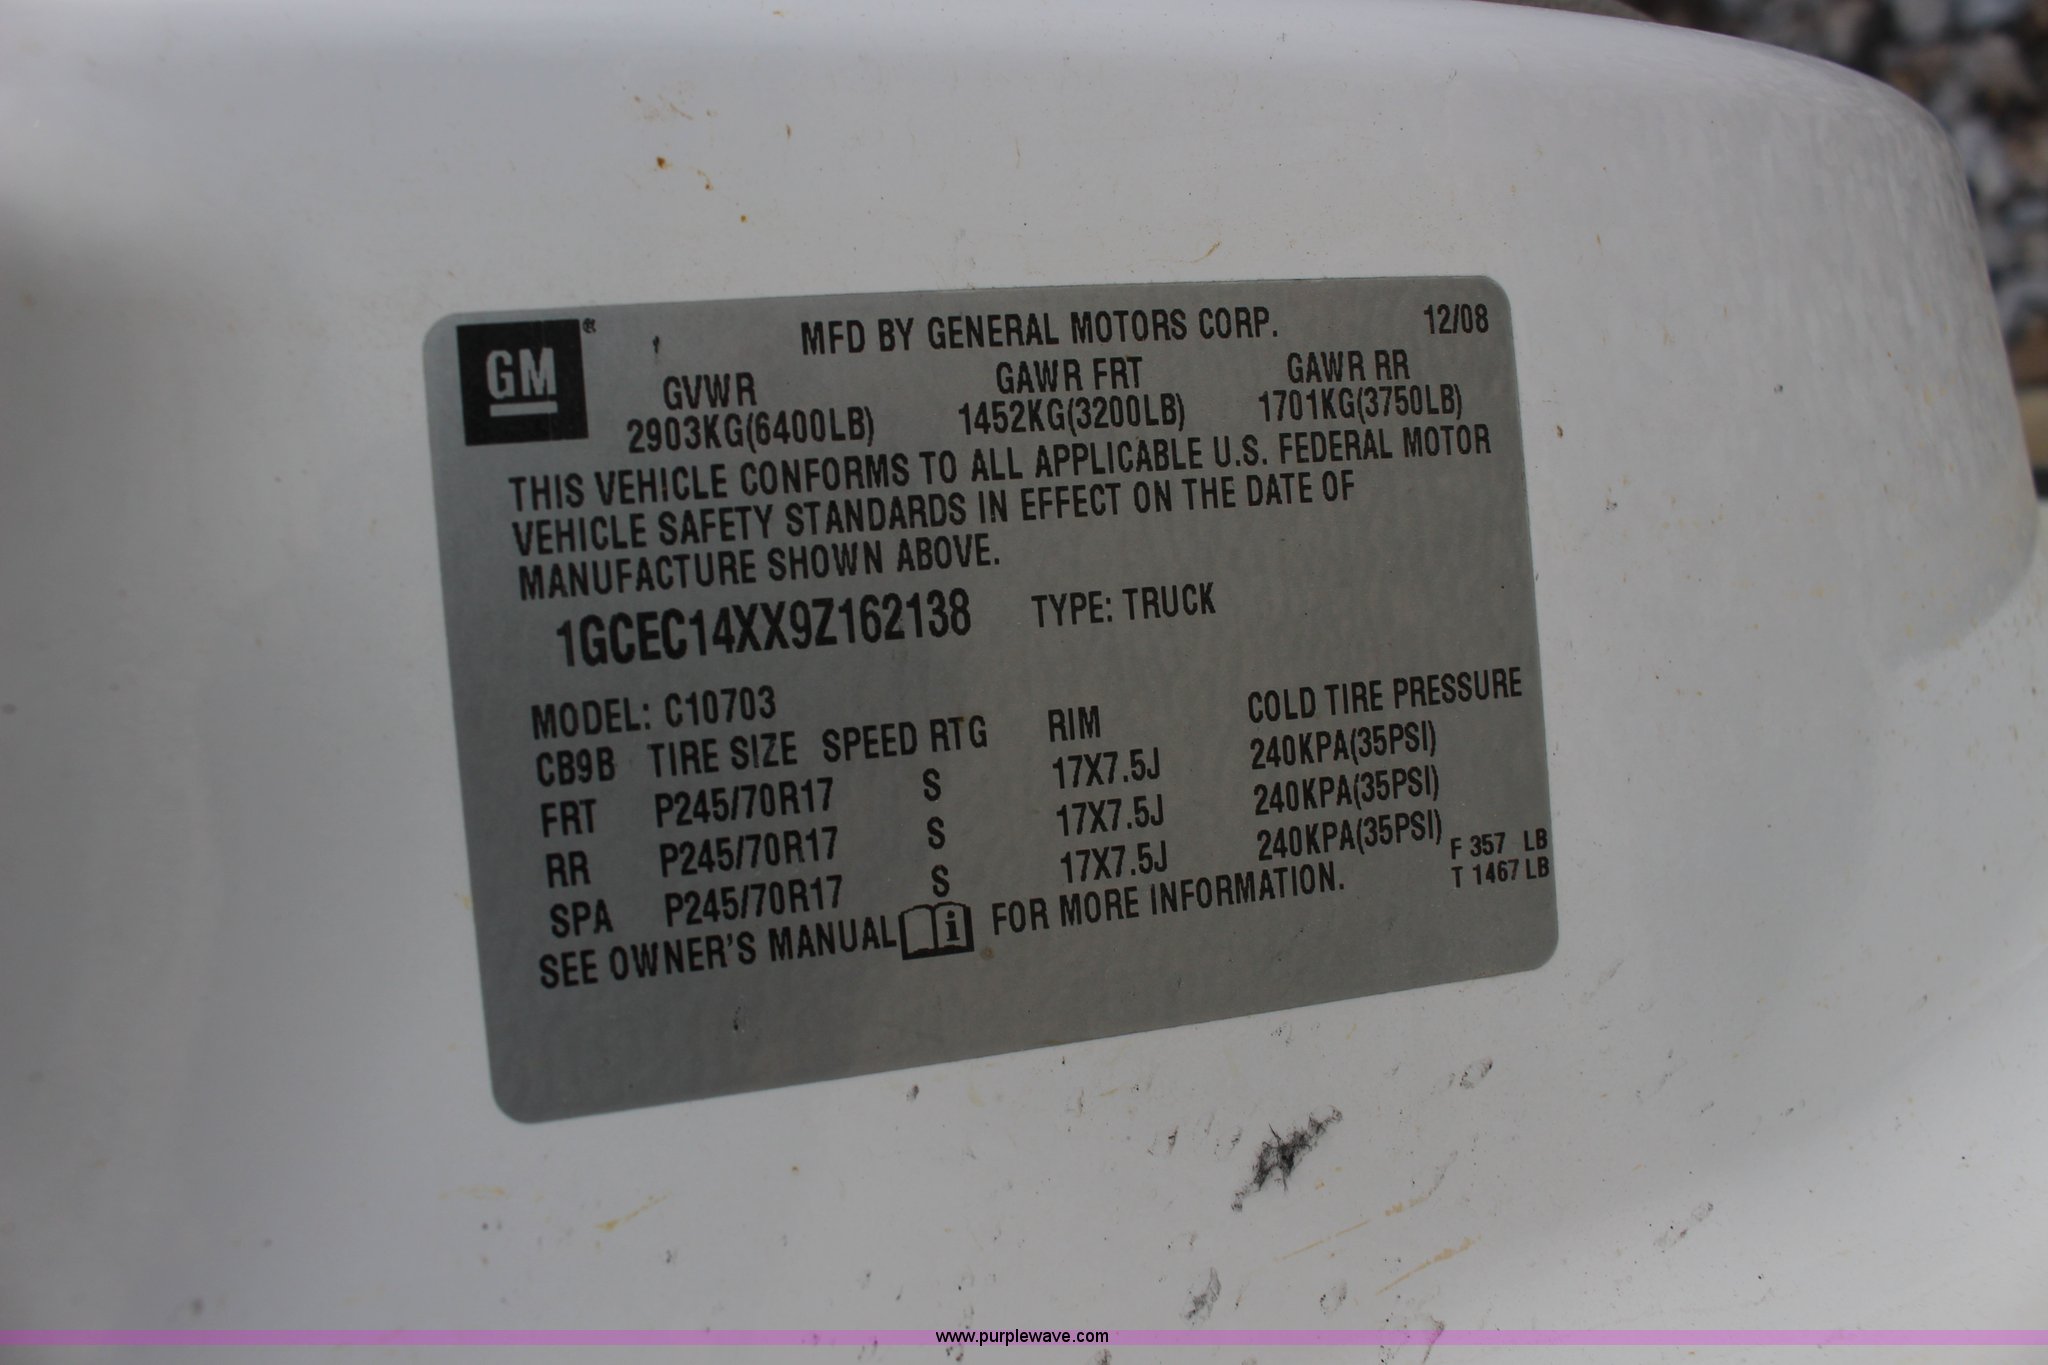 GM®
MFD BY GENERAL MOTORS CORP. 12/08
GVWR GAWR FRT GAWR RR
2903KG(6400LB) 1452KG(3200LB) 1701KG(3750LB)
THIS VEHICLE CONFORMS TO ALL APPLICABLE U.S. FEDERAL MOTOR
VEHICLE SAFETY STANDARDS IN EFFECT ON THE DATE OF
MANUFACTURE SHOWN ABOVE.
1GCEC14XX9Z162138 TYPE: TRUCK
MODEL: C10703
CB9B TIRE SIZE SPEED RTG RIM COLD TIRE PRESSURE
FRT P245/70R17 S 17X7.5J 240KPA(35PSI)
RR P245/70R17 S 17X7.5J 240KPA(35PSI)
SPA P245/70R17 S 17X7.5J 240KPA(35PSI)
F 357 LB
T 1467 LB
SEE OWNER'S MANUAL i FOR MORE INFORMATION.
www.purplewave.com